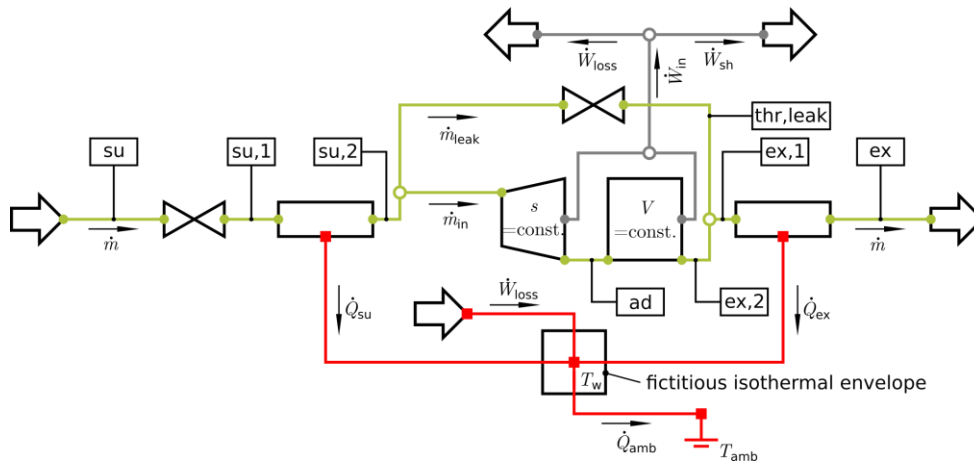 Ẇloss
Ẇsh
Ẇin
thr,leak
ṁleak
su
su,1
su,2
ex,1
ex
s
=const.
V
=const.
ṁ
ṁin
ṁ
ad
ex,2
Ẇloss
Q̇su
Q̇ex
Tw
fictitious isothermal envelope
Q̇amb
Tamb